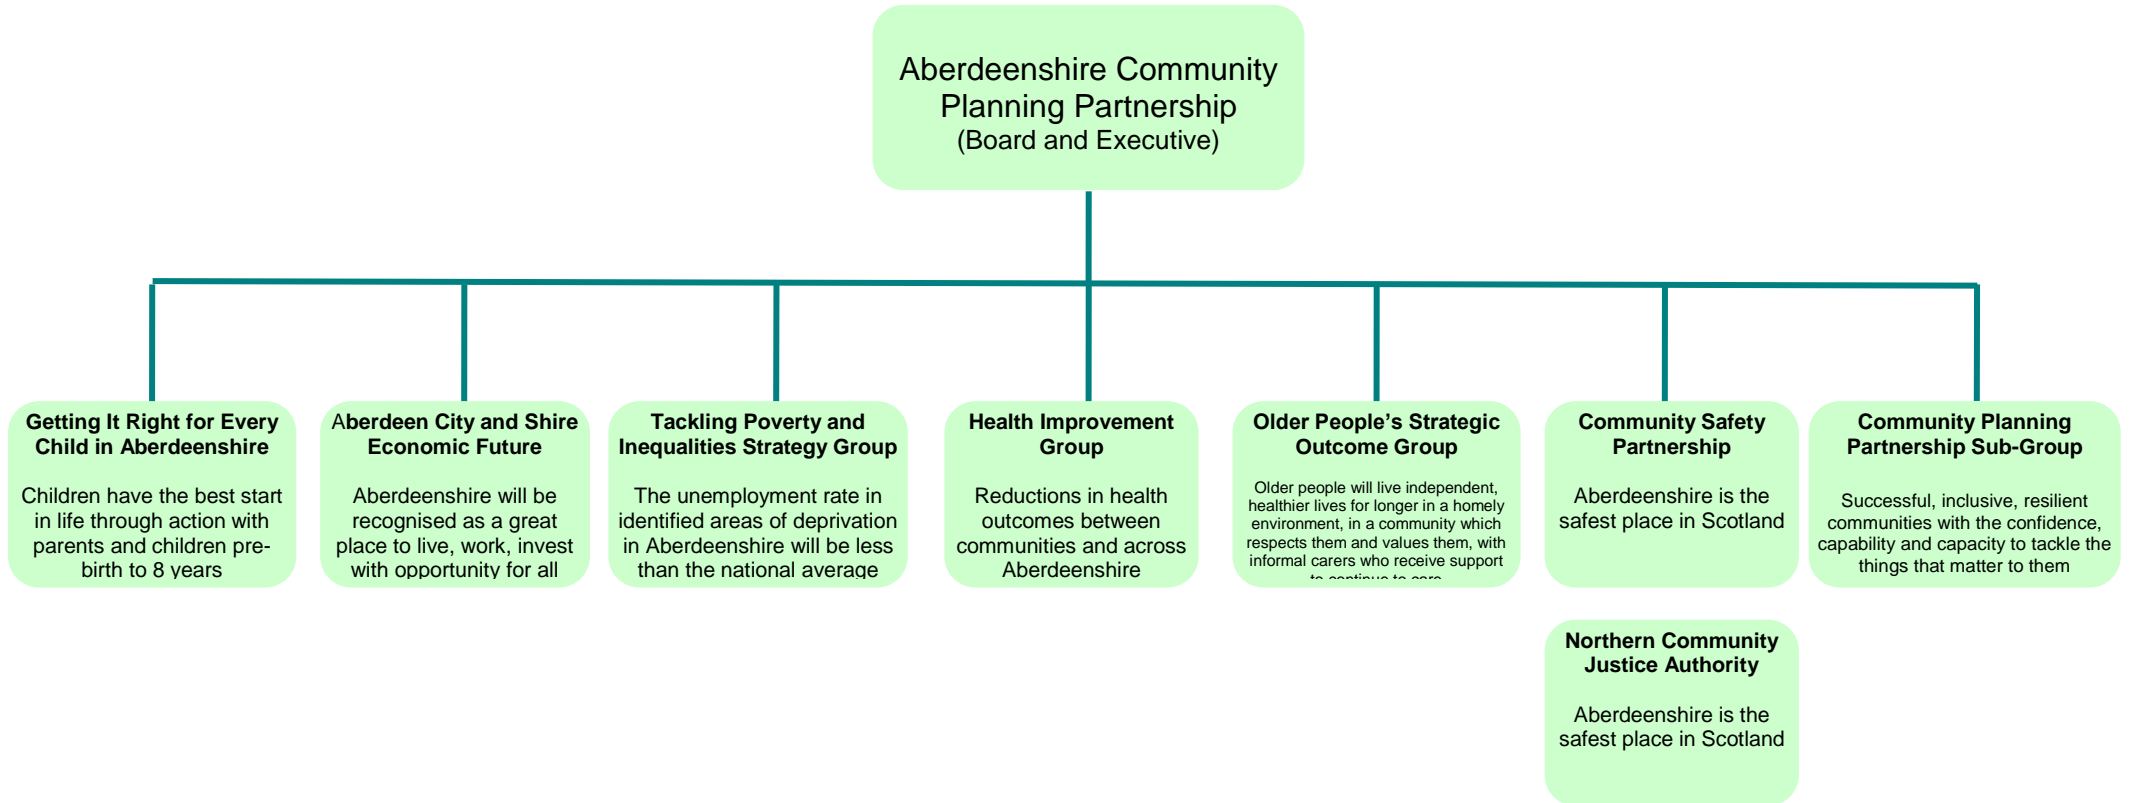 Aberdeenshire Community
Planning Partnership
(Board and Executive)
Getting It Right for Every
Child in Aberdeenshire
Children have the best start
in life through action with
parents and children pre-
birth to 8 years
Aberdeen City and Shire
Economic Future
Aberdeenshire will be
recognised as a great
place to live, work, invest
with opportunity for all
Tackling Poverty and
Inequalities Strategy Group
The unemployment rate in
identified areas of deprivation
in Aberdeenshire will be less
than the national average
Health Improvement
Group
Reductions in health
outcomes between
communities and across
Aberdeenshire
Older People’s Strategic
Outcome Group
Older people will live independent,
healthier lives for longer in a homely
environment, in a community which
respects them and values them, with
informal carers who receive support
to continue to care
Community Safety
Partnership
Aberdeenshire is the
safest place in Scotland
Community Planning
Partnership Sub-Group
Successful, inclusive, resilient
communities with the confidence,
capability and capacity to tackle the
things that matter to them
Northern Community
Justice Authority
Aberdeenshire is the
safest place in Scotland